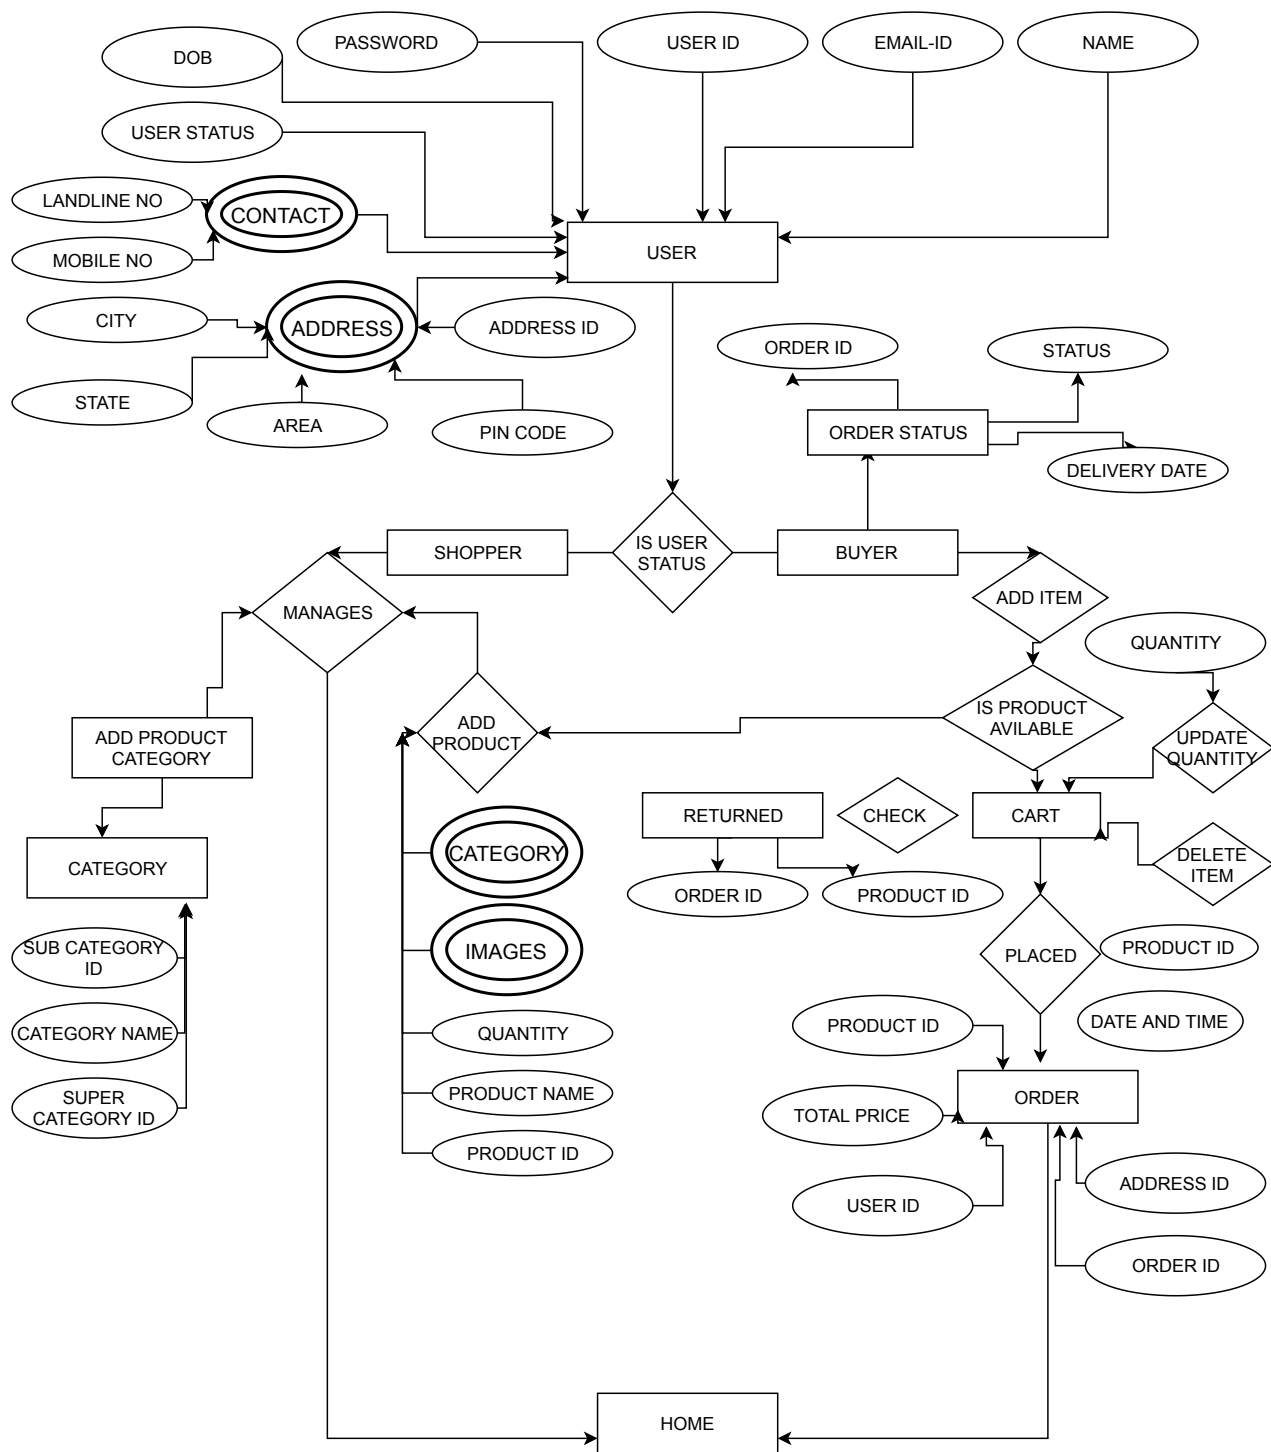 PASSWORD
USER ID
EMAIL-ID
NAME
DOB
USER STATUS
LANDLINE NO
CONTACT
MOBILE NO
USER
CITY
ADDRESS
ADDRESS ID
STATE
AREA
PIN CODE
ORDER ID
STATUS
ORDER STATUS
DELIVERY DATE
SHOPPER
IS USER
STATUS
BUYER
MANAGES
ADD ITEM
QUANTITY
ADD PRODUCT
CATEGORY
ADD
PRODUCT
IS PRODUCT
AVILABLE
UPDATE
QUANTITY
RETURNED
CHECK
CART
CATEGORY
CATEGORY
ORDER ID
PRODUCT ID
DELETE
ITEM
SUB CATEGORY
ID
IMAGES
PLACED
PRODUCT ID
CATEGORY NAME
QUANTITY
PRODUCT ID
DATE AND TIME
SUPER
CATEGORY ID
PRODUCT NAME
ORDER
TOTAL PRICE
PRODUCT ID
USER ID
ADDRESS ID
ORDER ID
HOME